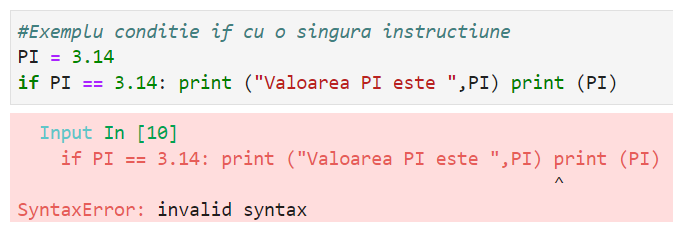 #Exemplu conditie if cu o singura instructiune
PI = 3.14
if PI == 3.14: print ("Valoarea PI este ",PI) print (PI)
Input In [10]
if PI == 3.14: print ("Valoarea PI este ",PI) print (PI)
^
SyntaxError: invalid syntax